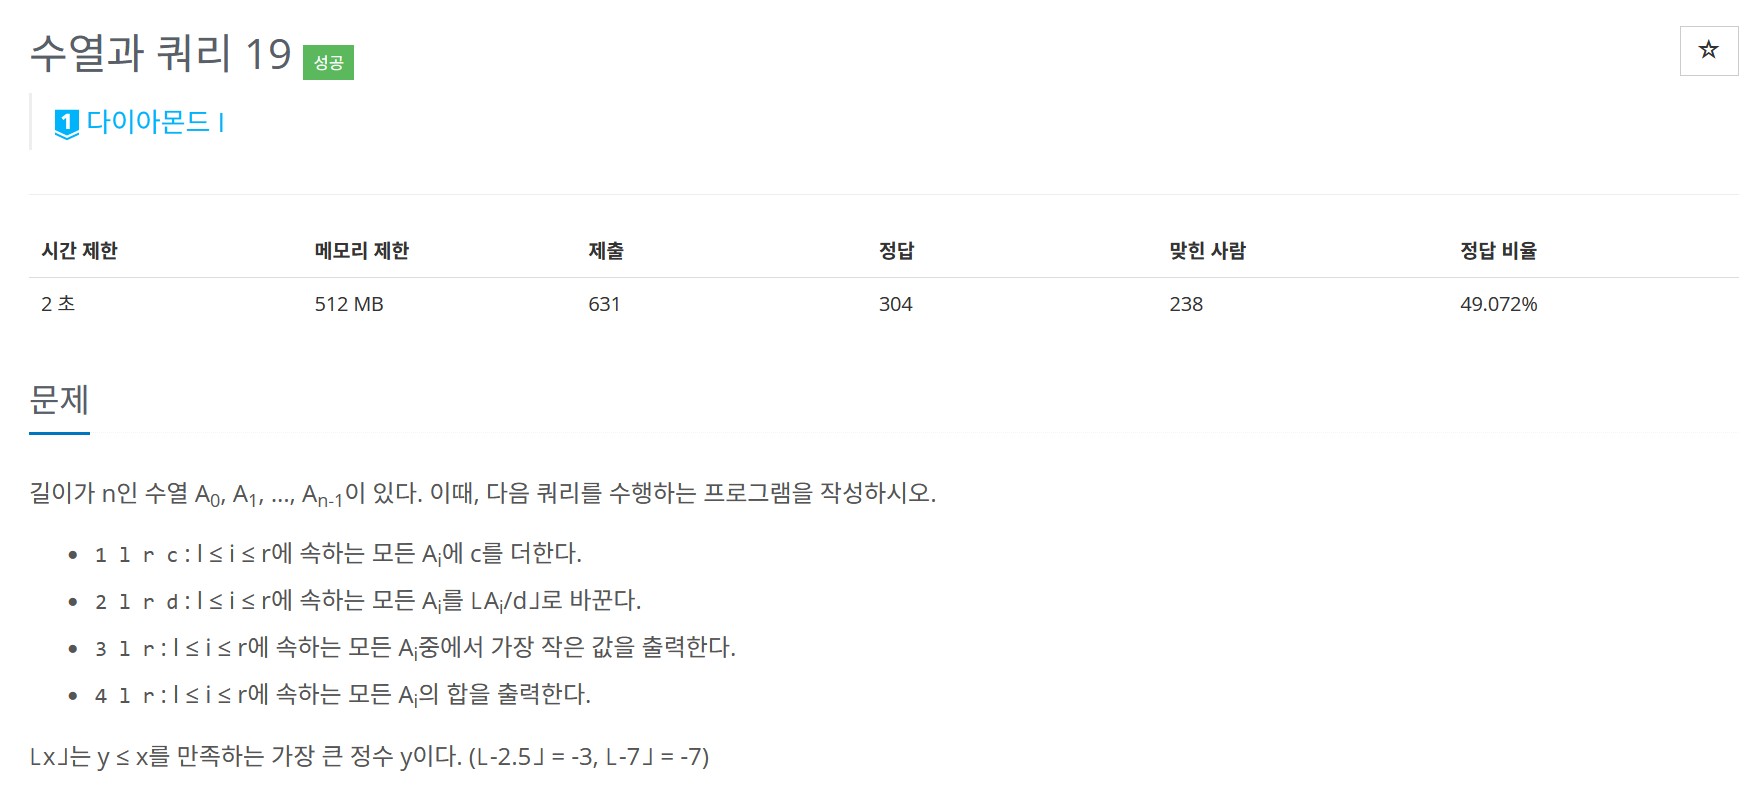 수열과 쿼리 19 성공
☆
1 다이아몬드 I
시간 제한 메모리 제한 제출 정답 맞힌 사람 정답 비율
2 초 512 MB 631 304 238 49.072%
문제
길이가 n인 수열 A0, A1, ..., An-1이 있다. 이때, 다음 쿼리를 수행하는 프로그램을 작성하시오.
• 1 l r c : l ≤ i ≤ r에 속하는 모든 Ai에 c를 더한다.
• 2 l r d : l ≤ i ≤ r에 속하는 모든 Ai를 ⌊Ai/d⌋로 바꾼다.
• 3 l r : l ≤ i ≤ r에 속하는 모든 Ai중에서 가장 작은 값을 출력한다.
• 4 l r : l ≤ i ≤ r에 속하는 모든 Ai의 합을 출력한다.
⌊x⌋는 y ≤ x를 만족하는 가장 큰 정수 y이다. (⌊-2.5⌋ = -3, ⌊-7⌋ = -7)